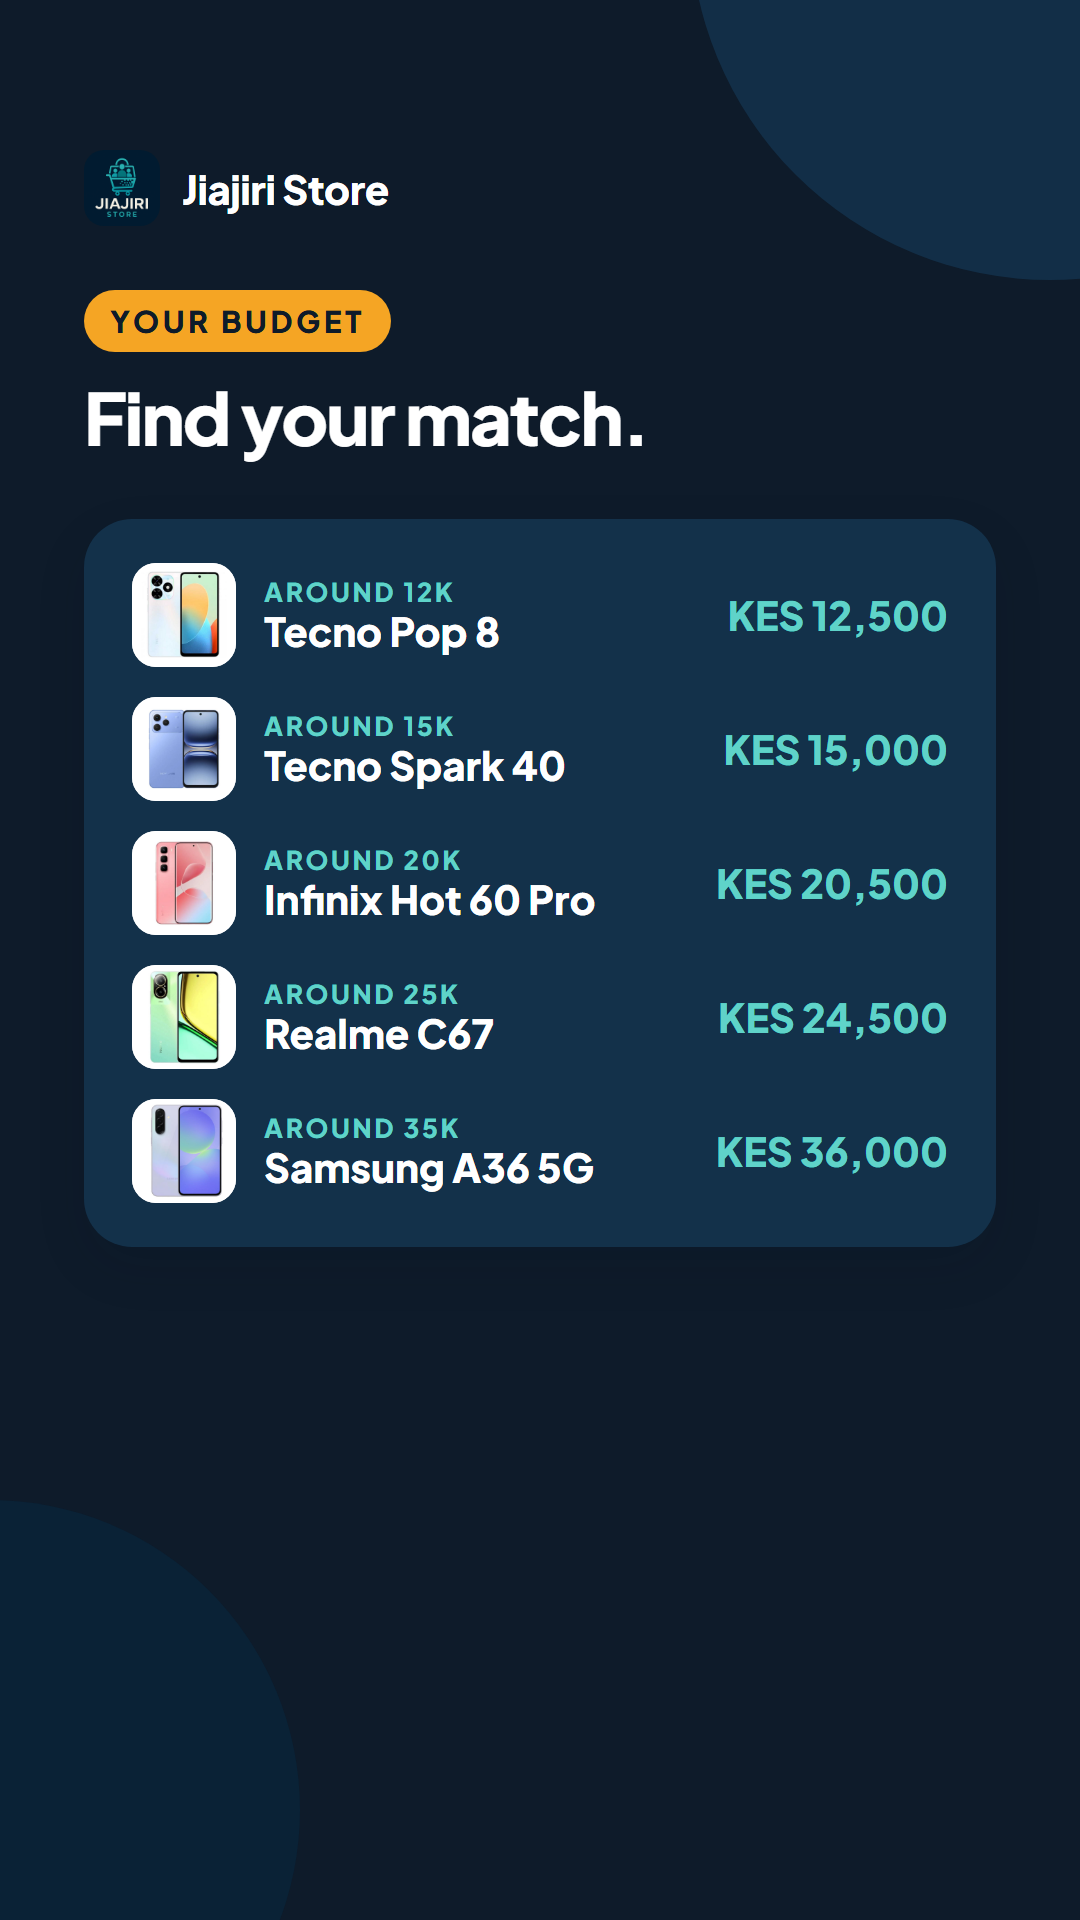 JIAJIRI
STORE
Jiajiri Store
YOUR BUDGET
Find your match.
AROUND 12K
Tecno Pop 8
KES 12,500
AROUND 15K
Tecno Spark 40
KES 15,000
AROUND 20K
Infinix Hot 60 Pro
KES 20,500
AROUND 25K
Realme C67
KES 24,500
AROUND 35K
Samsung A36 5G
KES 36,000